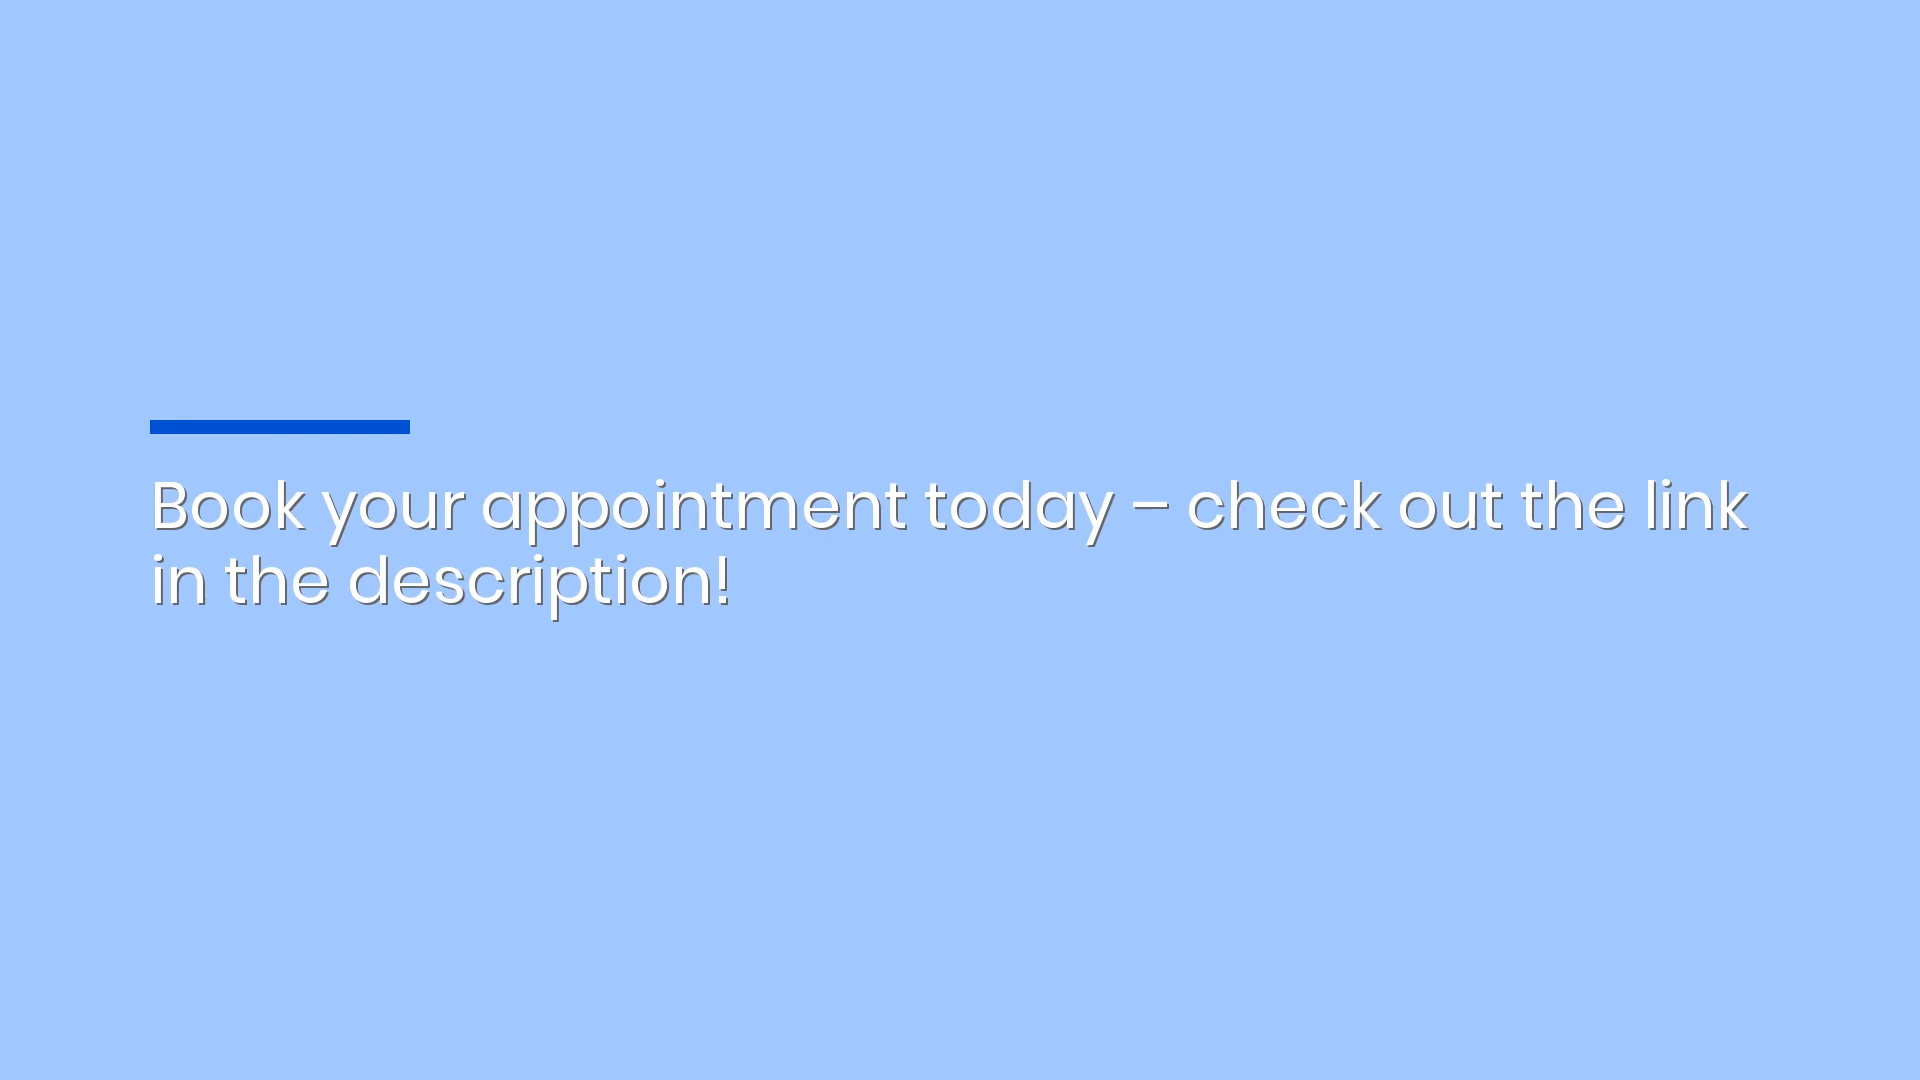 Book your appointment today – check out the link
in the description!